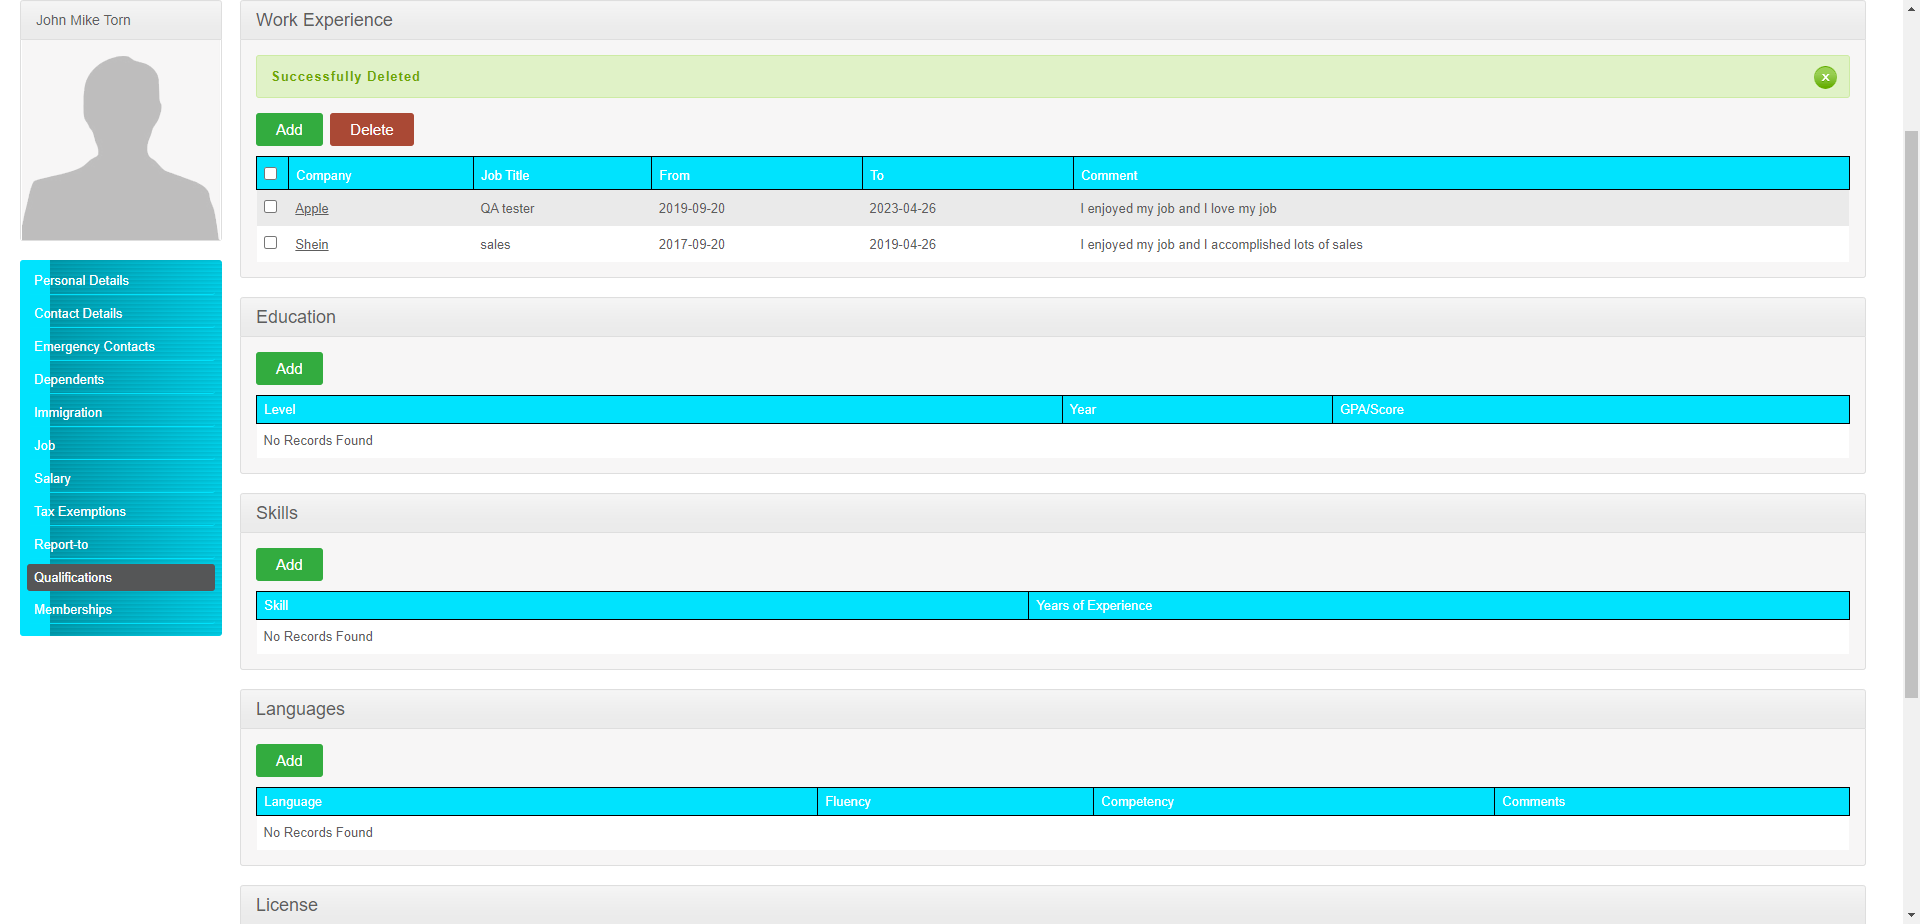 John Mike Torn
Personal Details
Contact Details
Emergency Contacts
Dependents
Immigration
Job
Salary
Tax Exemptions
Report-to
Qualifications
Memberships
Work Experience
Successfully Deleted x
Add Delete
Company Job Title From To Comment
Apple QA tester 2019-09-20 2023-04-26 I enjoyed my job and I love my job
Shein sales 2017-09-20 2019-04-26 I enjoyed my job and I accomplished lots of sales
Education
Add
Level Year GPA/Score
No Records Found
Skills
Add
Skill Years of Experience
No Records Found
Languages
Add
Language Fluency Competency Comments
No Records Found
License